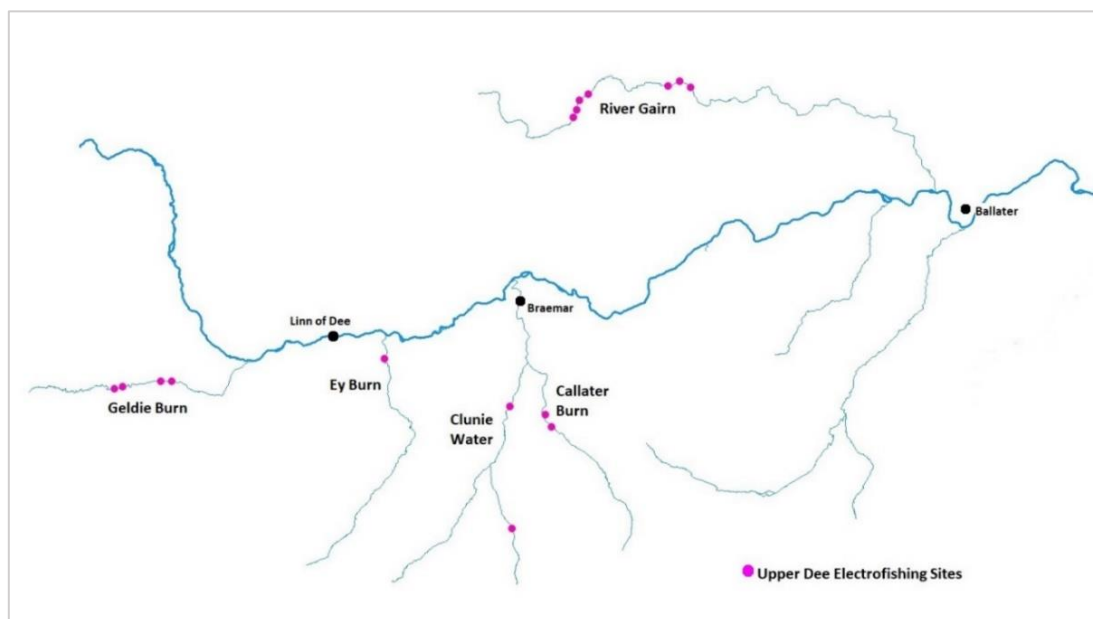 River Gairn
Ballater
Linn of Dee
Braemar
Ey Burn
Geldie Burn
Callater
Burn
Clunie
Water
Upper Dee Electrofishing Sites